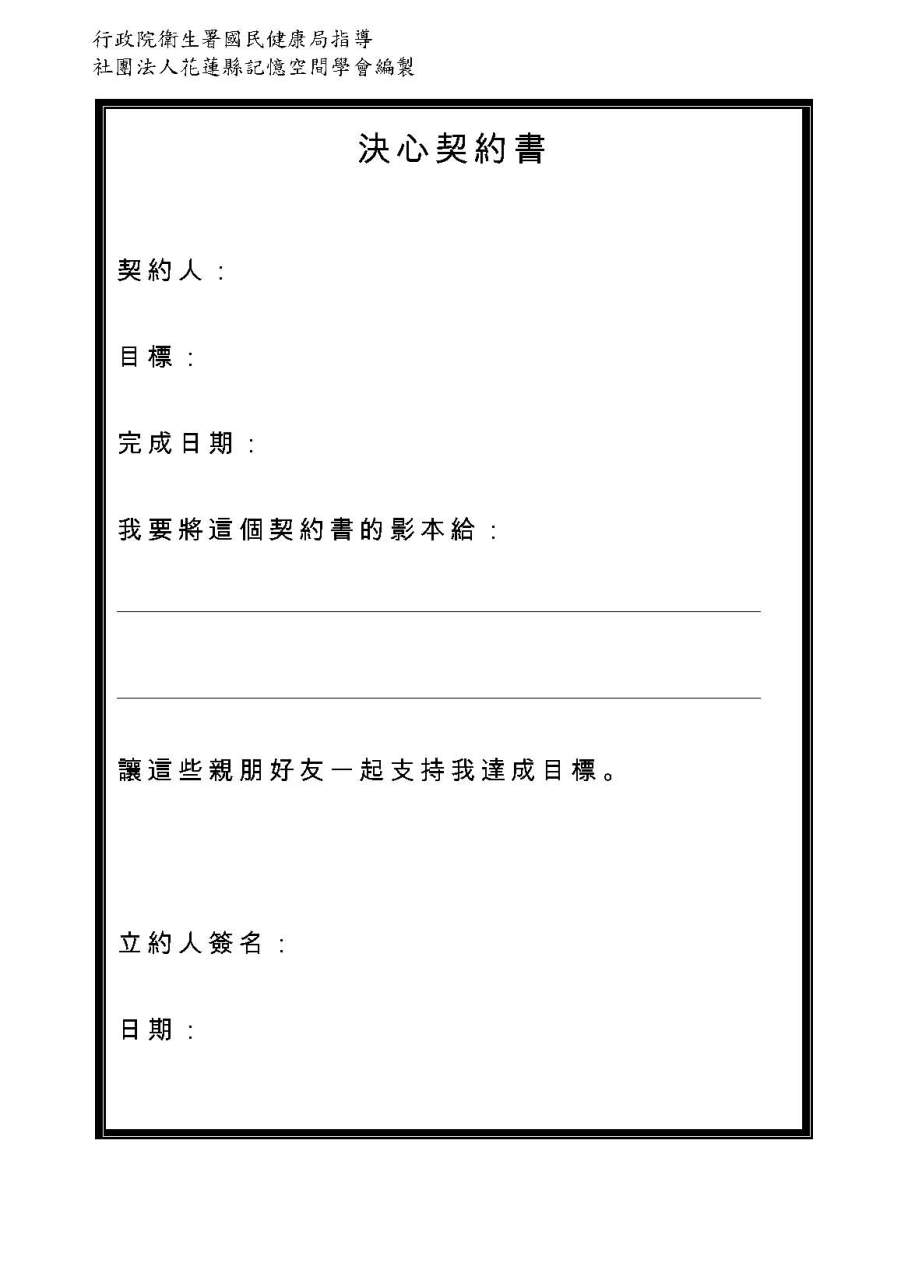 行政院衛生署國民健康局指導
社團法人花蓮縣記憶空間學會編製
決心契約書
契約人：
目標：
完成日期：
我要將這個契約書的影本給：
讓這些親朋好友一起支持我達成目標。
立約人簽名：
日期：